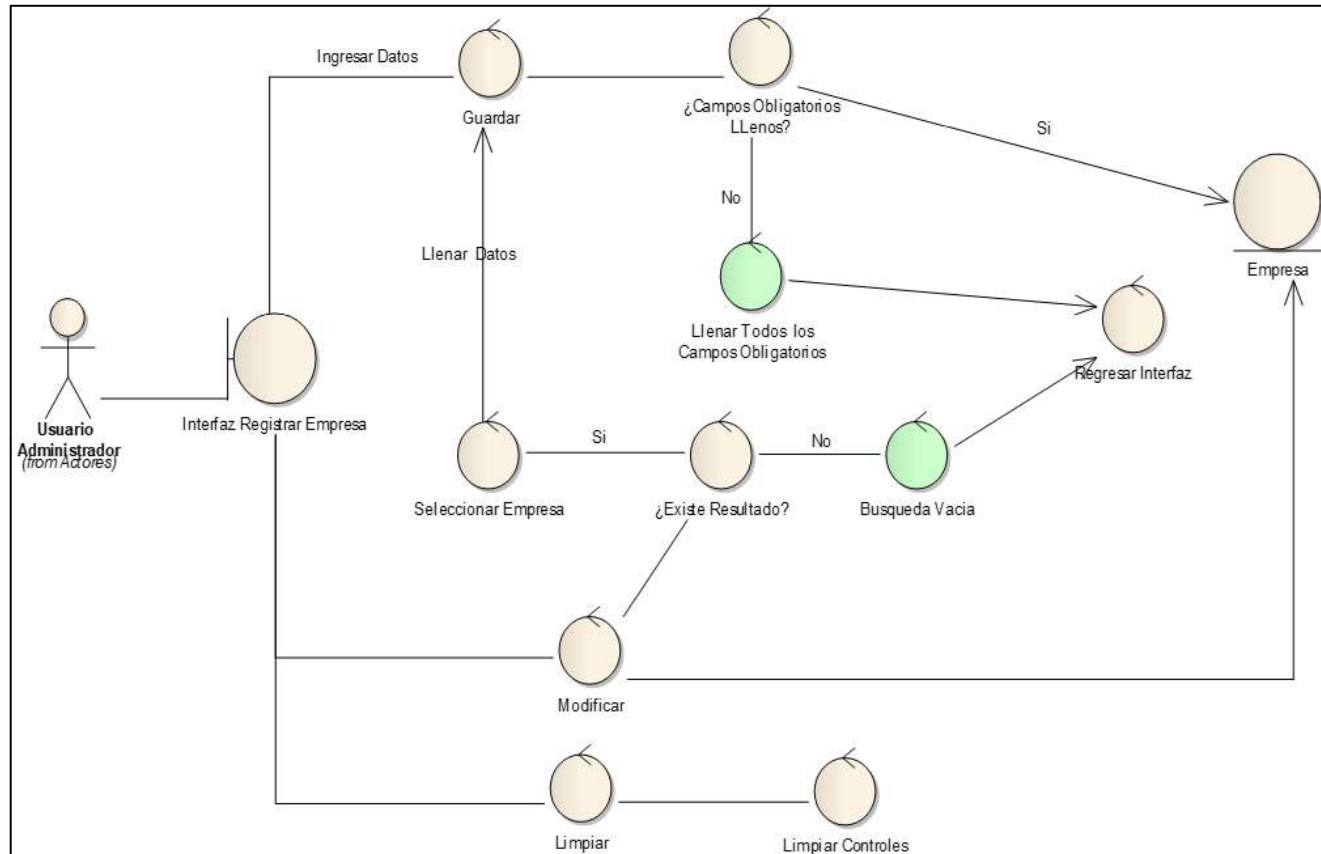 Ingresar Datos
Guardar
¿Campos Obligatorios
LLenos?
Si
No
Llenar Datos
Empresa
Llenar Todos los
Campos Obligatorios
Regresar Interfaz
Usuario
Administrador
(from Actores)
Interfaz Registrar Empresa
Si
No
Seleccionar Empresa
¿Existe Resultado?
Busqueda Vacia
Modificar
Limpiar
Limpiar Controles